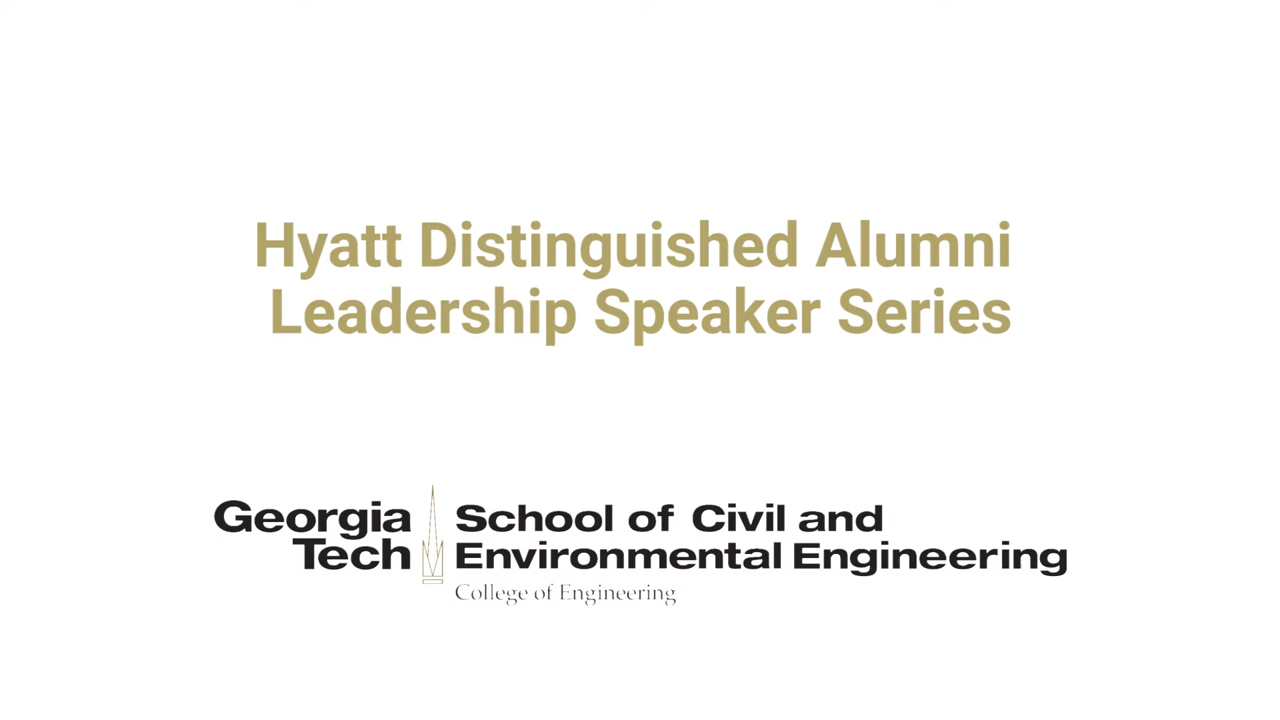 Hyatt Distinguished Alumni
Leadership Speaker Series
Georgia
Tech
School of Civil and
Environmental Engineering
College of Engineering